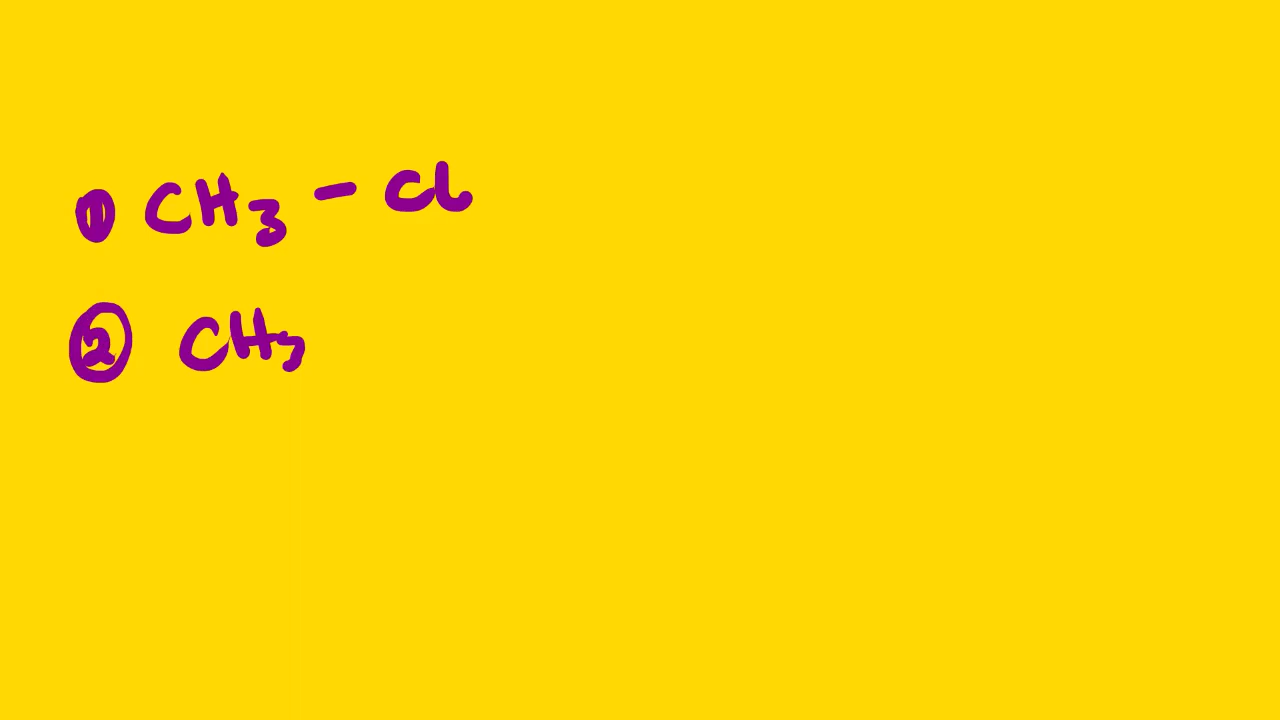 ① CH₃ - Cl
② CH₃